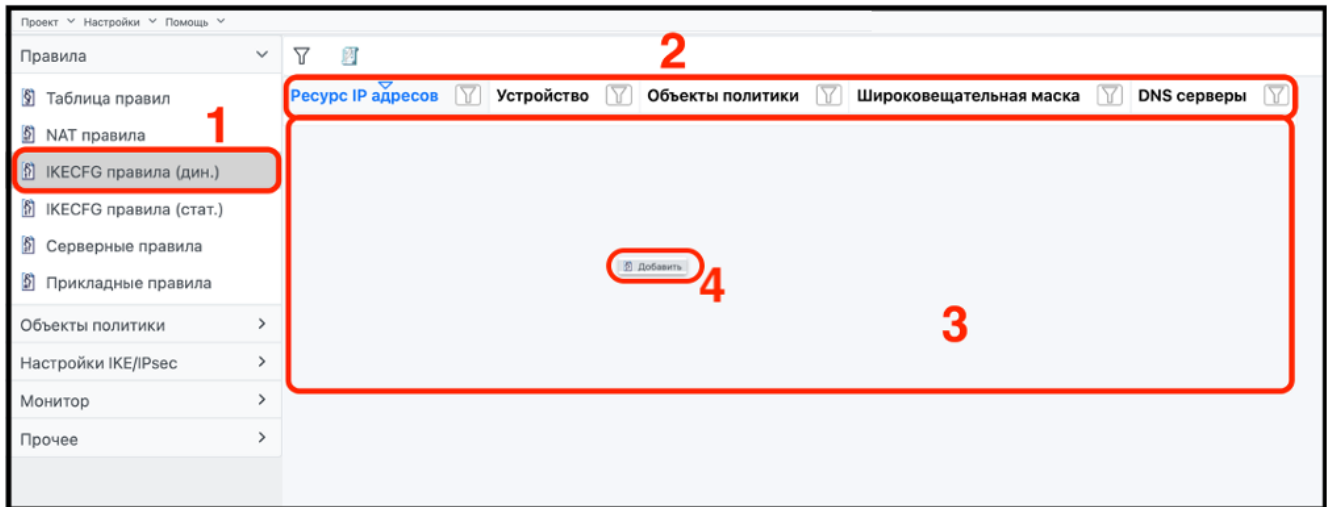 Проект Настройки Помощь
Правила
2
Ресурс IP адресов Устройство Объекты политики Широковещательная маска DNS серверы
Таблица правил
1
NAT правила
IKECFG правила (дин.)
IKECFG правила (стат.)
Серверные правила
Добавить
4
Прикладные правила
3
Объекты политики
Настройки IKE/IPsec
Монитор
Прочее